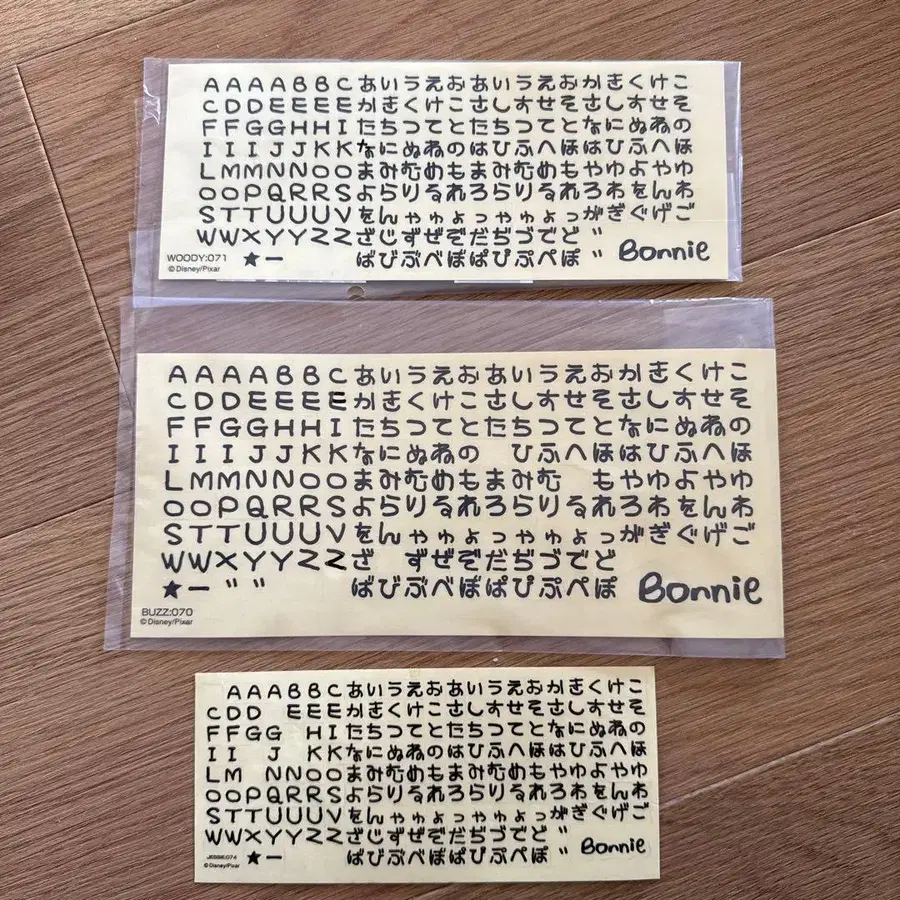 AAAABBCあいうえおあいうえおかきくけこ
CDDEEEEかきくけこさしすせそさしすせそ
FFGGHHIたちつてとたちつてとなにぬねの
IIIJJKKなにぬねのはひふへほはひふへほ
LMMNNOOまみむめもまみむめもやゆよやゆ
OOPQRRSよらりるれろらりるれろわをんわ
STTUUUVをんゃゅょっゃゅょっがぎぐげご
WWXYYZZざじずぜぞだぢづでど〃
WOODY:071 ★ー ばびぶべぼぱぴぷぺぽ〃 Bonnie
©Disney/Pixar
AAAABBCあいうえおあいうえおかきくけこ
CDDEEEEかきくけこさしすせそさしすせそ
FFGGHHIたちつてとたちつてとなにぬねの
IIIJJKKなにぬねの ひふへほはひふへほ
LMMNNOOまみむめもまみむ もやゆよやゆ
OOPQRRSよらりるれろらりるれろわをんわ
STTUUUVをんゃゅょっゃゅょっがぎぐげご
WWXYYZZざ ずぜぞだぢづでど
★ー〃〃 ばびぶべぼぱぴぷぺぽ Bonnie
BUZZ:070
©Disney/Pixar
AAABBCあいうえおあいうえおかきくけこ
CDD EEEかきくけこさしすせそさしすせそ
FFGG HIたちつてとたちつてとなにぬねの
II J KKなにぬねのはひふへほはひふへほ
LM NNOOまみむめもまみむめもやゆよやゆ
OOPQRRSよらりるれろらりるれろわをんわ
STTUUUVをんゃゅょっゃゅょっがぎぐげご
WWXYYZZざじずぜぞだぢづでど〃
JESSIE:074 ★ー ばびぶべぼぱぴぷぺぽ〃 Bonnie
©Disney/Pixar